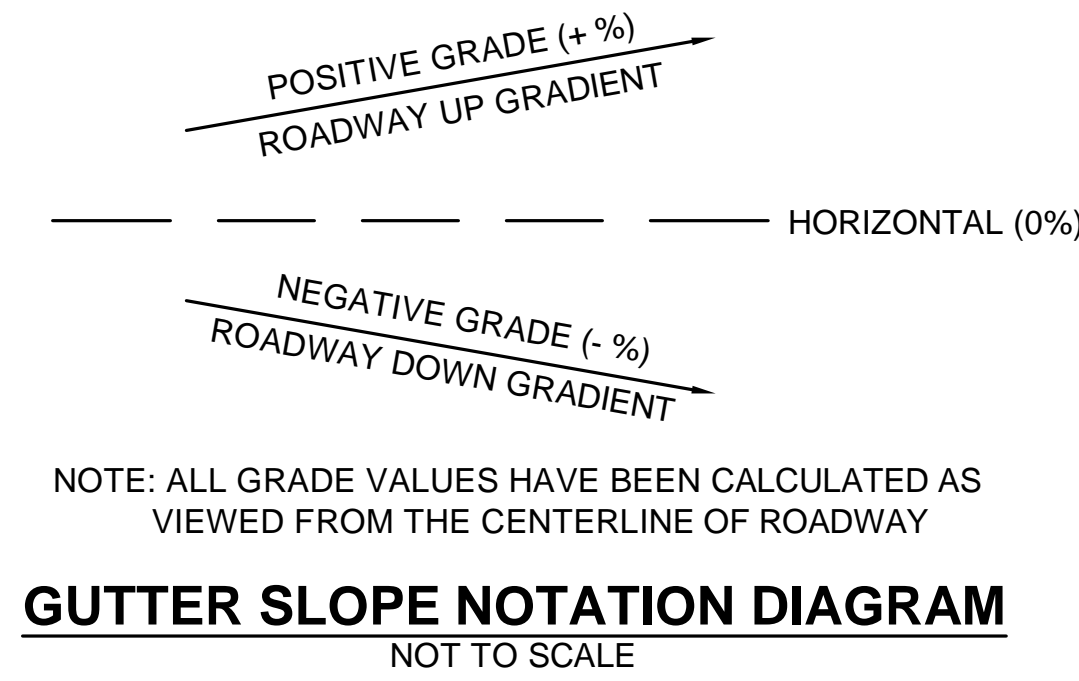 POSITIVE GRADE (+ %)
ROADWAY UP GRADIENT
HORIZONTAL (0%)
NEGATIVE GRADE (- %)
ROADWAY DOWN GRADIENT
NOTE: ALL GRADE VALUES HAVE BEEN CALCULATED AS
VIEWED FROM THE CENTERLINE OF ROADWAY
GUTTER SLOPE NOTATION DIAGRAM
NOT TO SCALE